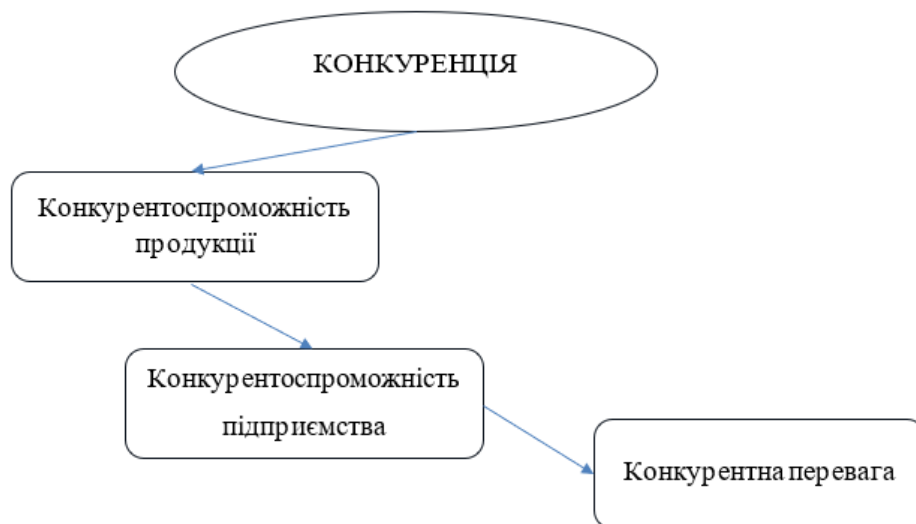 КОНКУРЕНЦІЯ
Конкурентоспроможність
продукції
Конкурентоспроможність
підприємства
Конкурентна перевага